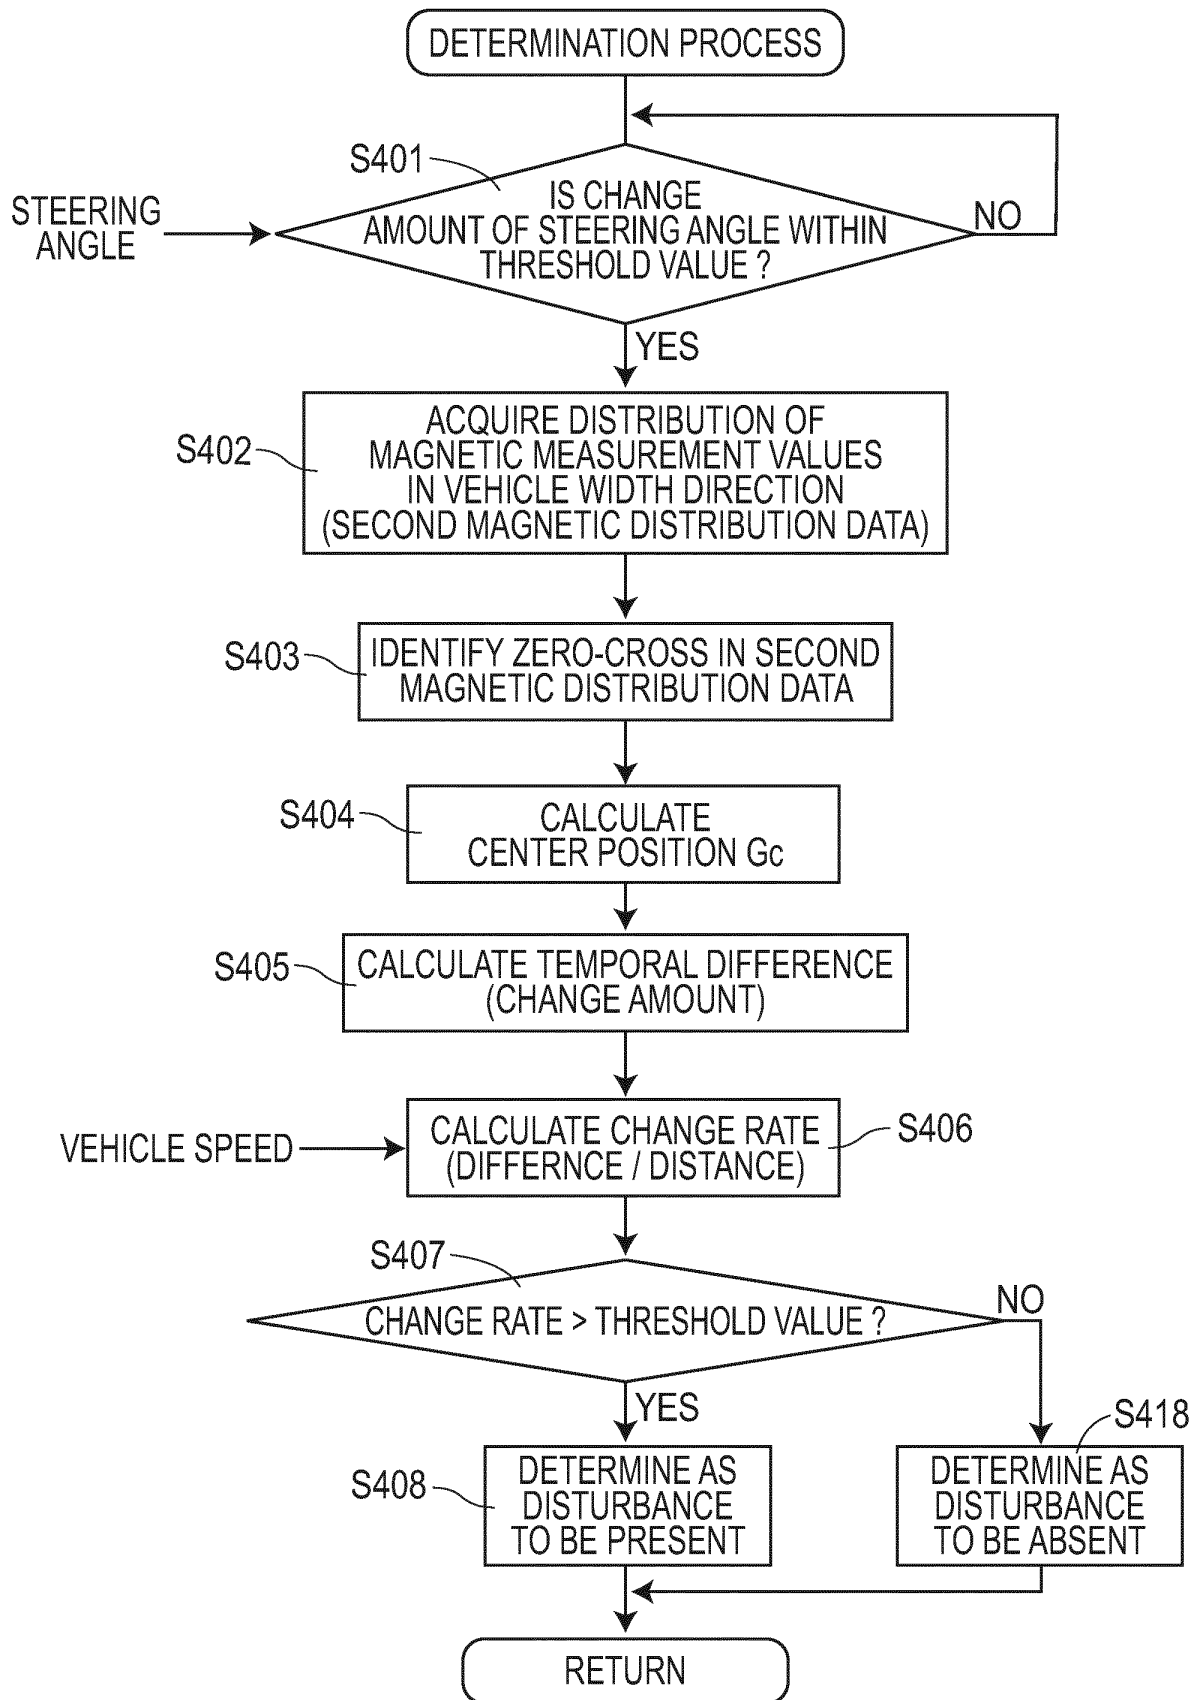 DETERMINATION PROCESS
S401
STEERING
ANGLE
IS CHANGE
AMOUNT OF STEERING ANGLE WITHIN
THRESHOLD VALUE ?
NO
YES
S402
ACQUIRE DISTRIBUTION OF
MAGNETIC MEASUREMENT VALUES
IN VEHICLE WIDTH DIRECTION
(SECOND MAGNETIC DISTRIBUTION DATA)
S403
IDENTIFY ZERO-CROSS IN SECOND
MAGNETIC DISTRIBUTION DATA
S404
CALCULATE
CENTER POSITION Gc
S405
CALCULATE TEMPORAL DIFFERENCE
(CHANGE AMOUNT)
VEHICLE SPEED
CALCULATE CHANGE RATE
(DIFFERNCE / DISTANCE)
S406
S407
CHANGE RATE > THRESHOLD VALUE ?
NO
YES
S408
DETERMINE AS
DISTURBANCE
TO BE PRESENT
S418
DETERMINE AS
DISTURBANCE
TO BE ABSENT
RETURN